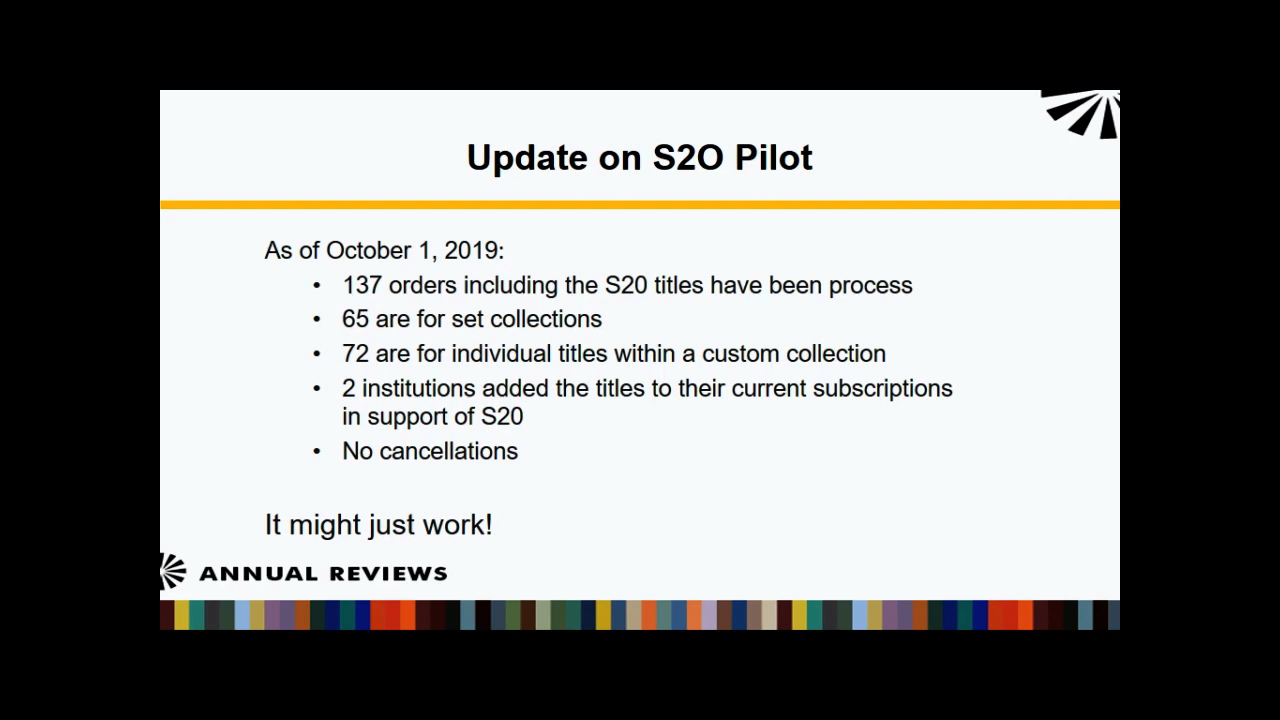 Update on S2O Pilot
As of October 1, 2019:
• 137 orders including the S20 titles have been process
• 65 are for set collections
• 72 are for individual titles within a custom collection
• 2 institutions added the titles to their current subscriptions
in support of S20
• No cancellations
It might just work!
ANNUAL REVIEWS